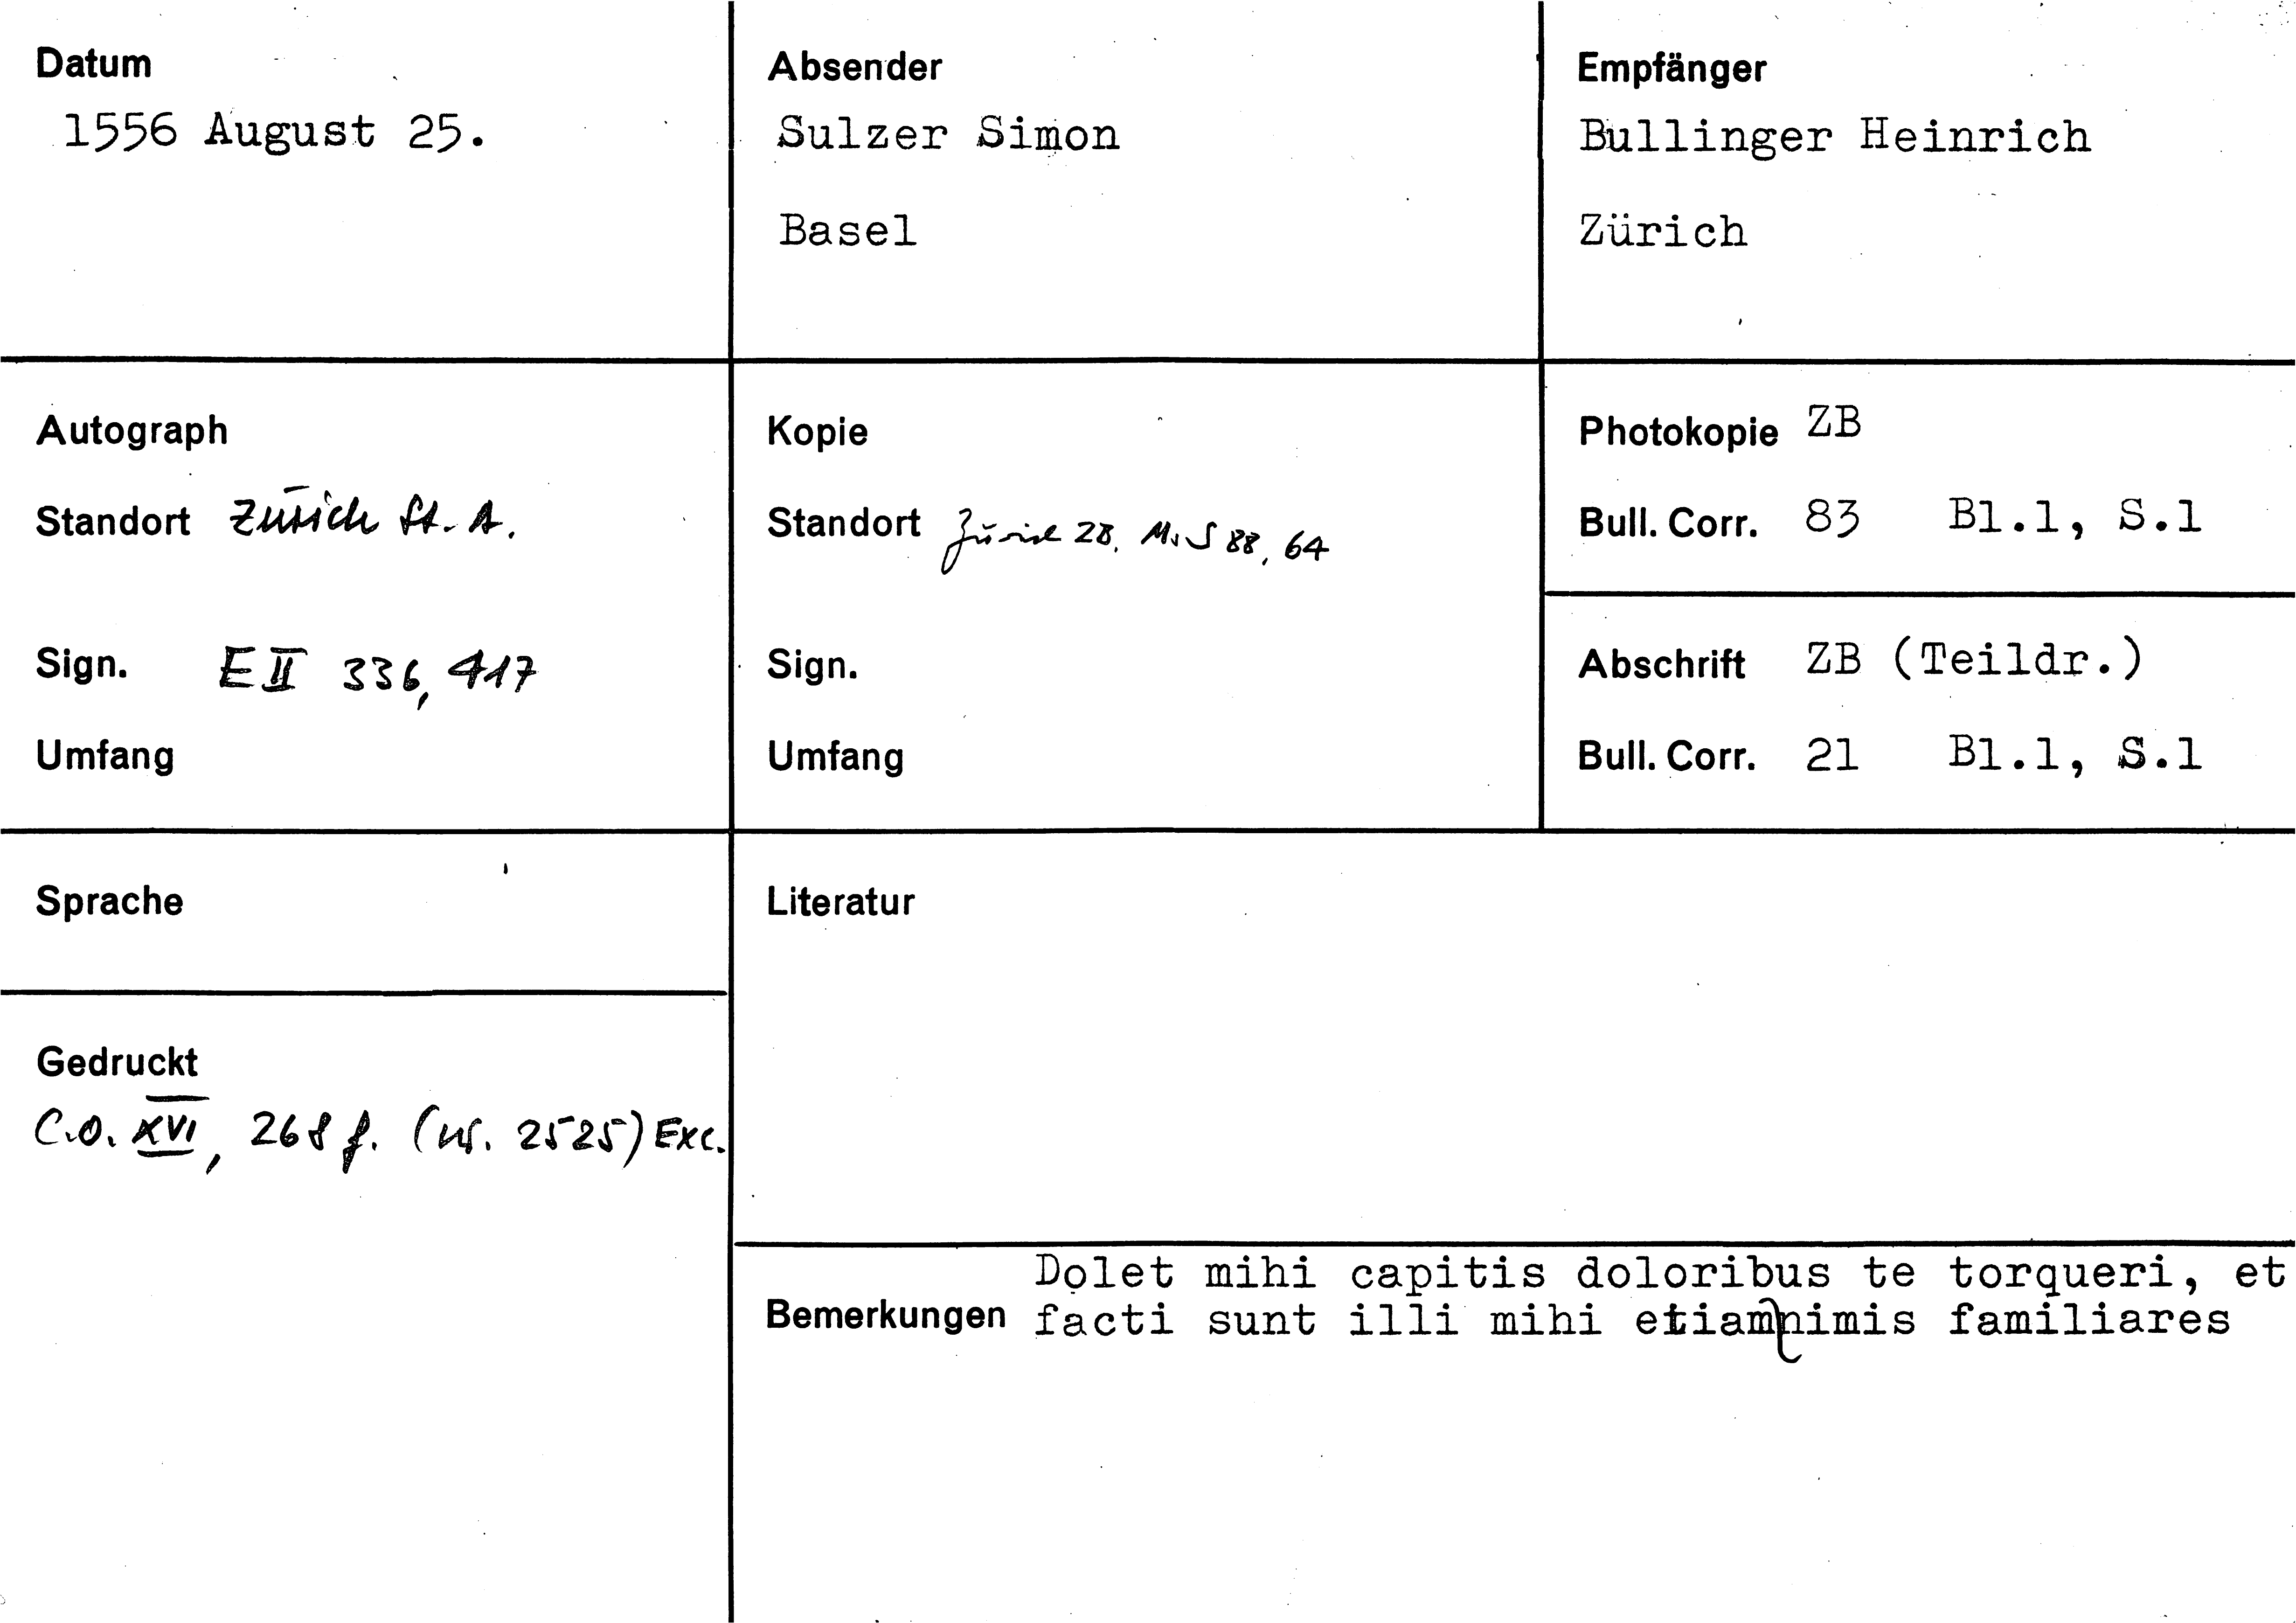 Datum
1556 August 25.
Absender
Sulzer Simon
Basel
Empfänger
Bullinger Heinrich
Zürich
Autograph
Standort Zürich St. A.
Sign. E II 336, 417
Umfang
Kopie
Standort Zürich ZB, Ms S 88, 64
Sign.
Umfang
Photokopie ZB
Bull. Corr. 83 Bl.1, S.1
Abschrift ZB (Teildr.)
Bull. Corr. 21 Bl.1, S.1
Sprache
Gedruckt
C.O. XVI, 268 f. (nr. 2525) Exc.
Literatur
Bemerkungen
Dolet mihi capitis doloribus te torqueri, et
facti sunt illi mihi etiam nimis familiares